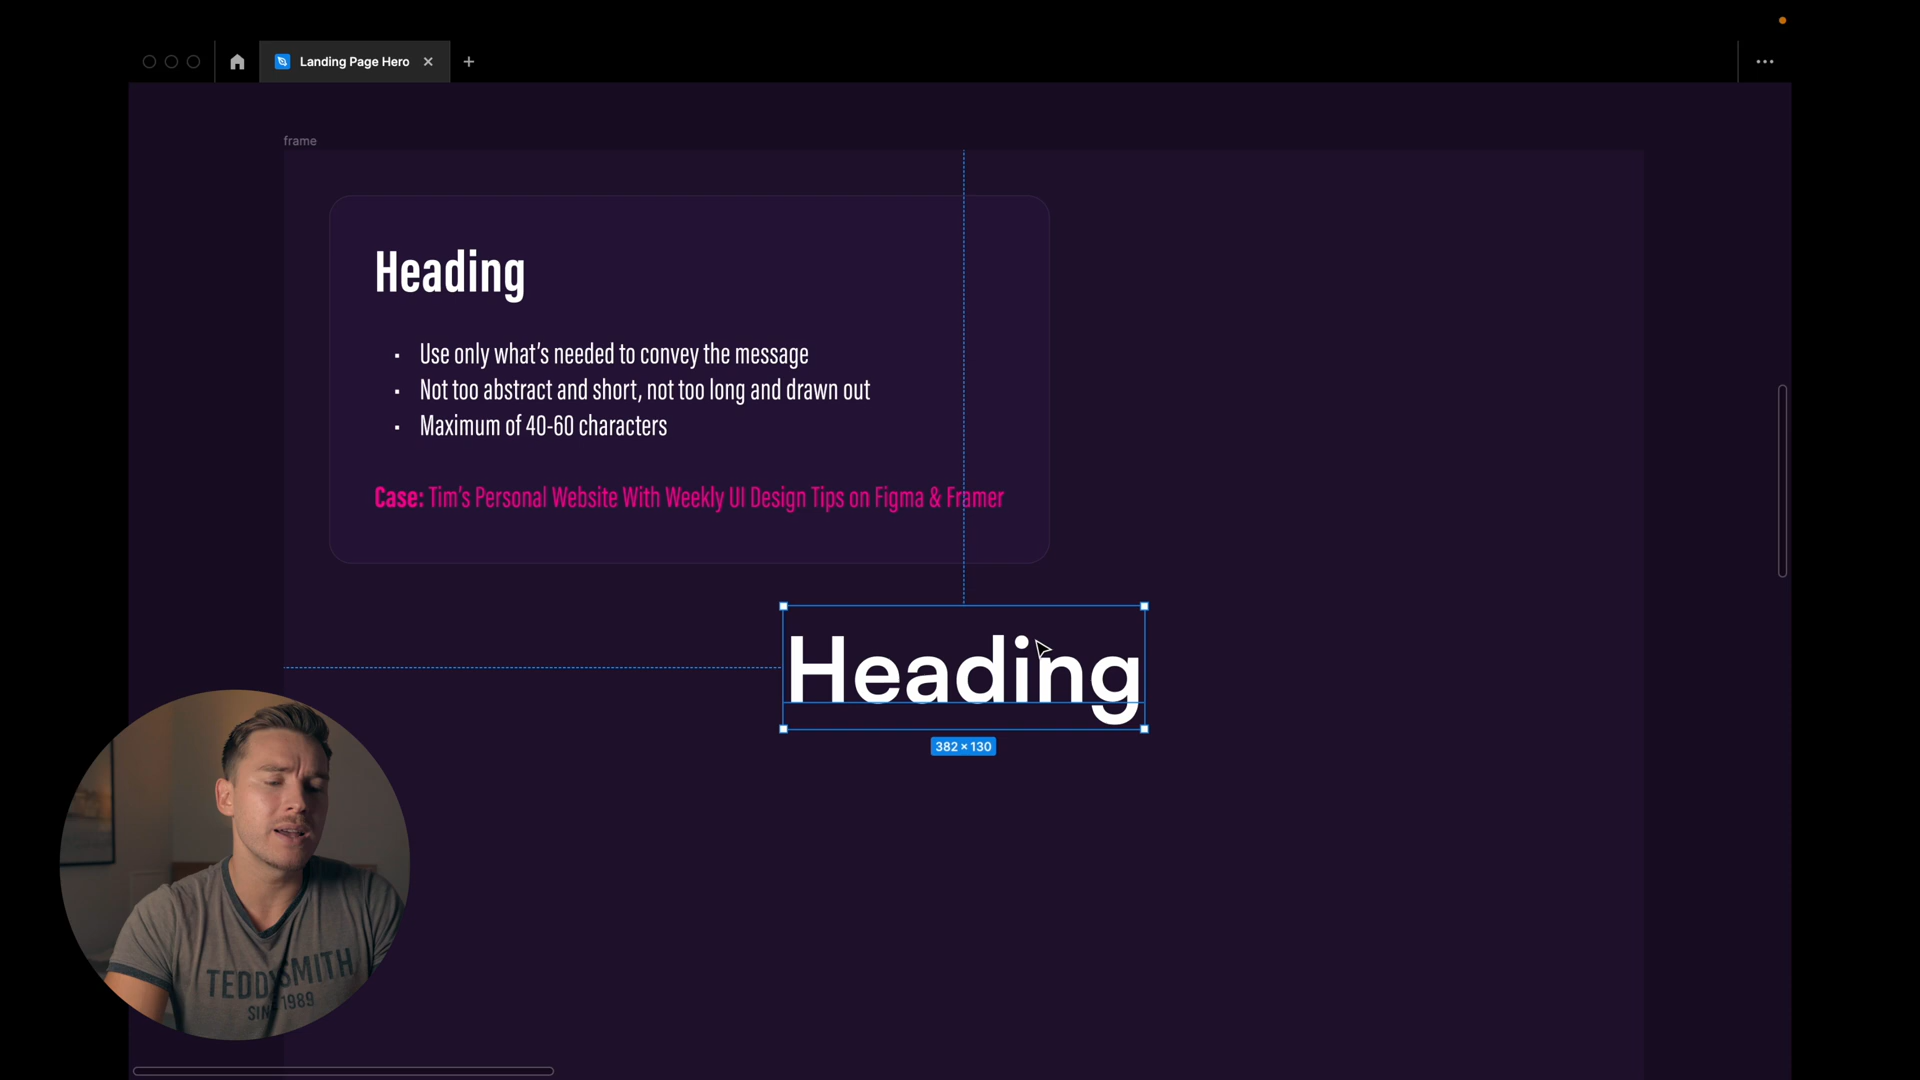 Landing Page Hero
frame
Heading
Use only what's needed to convey the message
Not too abstract and short, not too long and drawn out
Maximum of 40-60 characters
Case: Tim's Personal Website With Weekly UI Design Tips on Figma & Framer
Heading
382 × 130
TEDDY SMITH
SINCE 1989